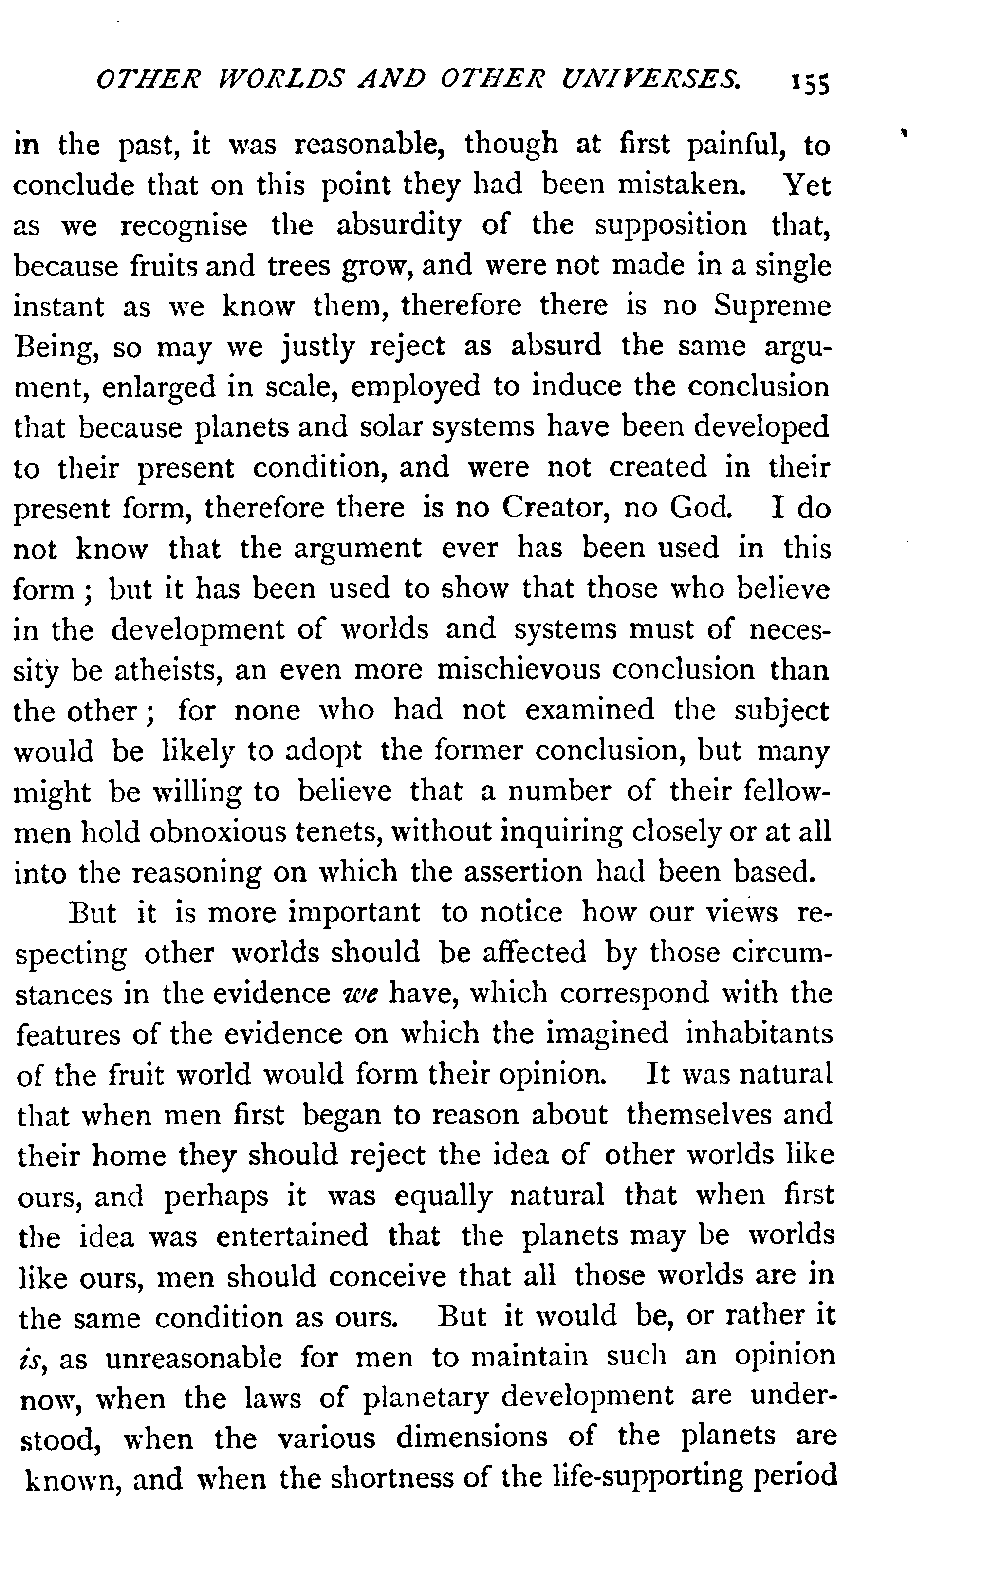 OTHER WORLDS AND OTHER UNIVERSES. 155
in the past, it was reasonable, though at first painful, to
conclude that on this point they had been mistaken. Yet
as we recognise the absurdity of the supposition that,
because fruits and trees grow, and were not made in a single
instant as we know them, therefore there is no Supreme
Being, so may we justly reject as absurd the same argu-
ment, enlarged in scale, employed to induce the conclusion
that because planets and solar systems have been developed
to their present condition, and were not created in their
present form, therefore there is no Creator, no God. I do
not know that the argument ever has been used in this
form ; but it has been used to show that those who believe
in the development of worlds and systems must of neces-
sity be atheists, an even more mischievous conclusion than
the other ; for none who had not examined the subject
would be likely to adopt the former conclusion, but many
might be willing to believe that a number of their fellow-
men hold obnoxious tenets, without inquiring closely or at all
into the reasoning on which the assertion had been based.
But it is more important to notice how our views re-
specting other worlds should be affected by those circum-
stances in the evidence we have, which correspond with the
features of the evidence on which the imagined inhabitants
of the fruit world would form their opinion. It was natural
that when men first began to reason about themselves and
their home they should reject the idea of other worlds like
ours, and perhaps it was equally natural that when first
the idea was entertained that the planets may be worlds
like ours, men should conceive that all those worlds are in
the same condition as ours. But it would be, or rather it
is, as unreasonable for men to maintain such an opinion
now, when the laws of planetary development are under-
stood, when the various dimensions of the planets are
known, and when the shortness of the life-supporting period